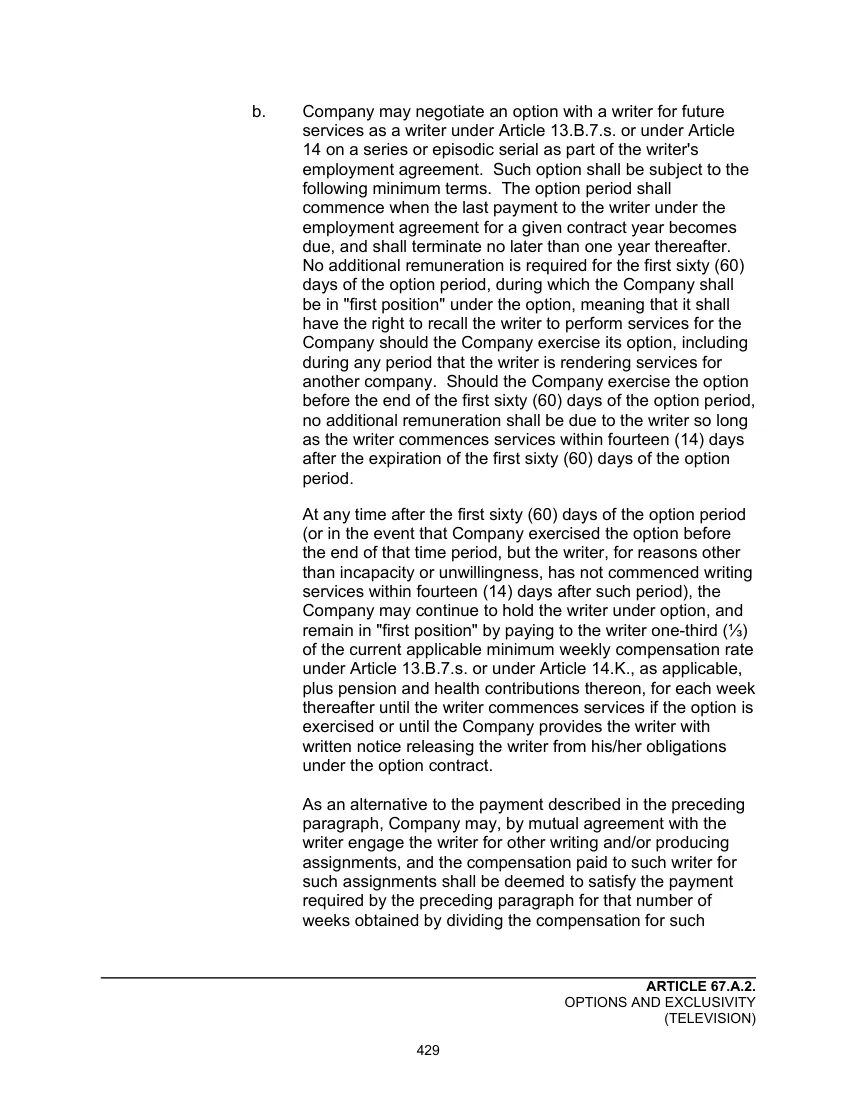 b. Company may negotiate an option with a writer for future
services as a writer under Article 13.B.7.s. or under Article
14 on a series or episodic serial as part of the writer's
employment agreement.  Such option shall be subject to the
following minimum terms.  The option period shall
commence when the last payment to the writer under the
employment agreement for a given contract year becomes
due, and shall terminate no later than one year thereafter.
No additional remuneration is required for the first sixty (60)
days of the option period, during which the Company shall
be in "first position" under the option, meaning that it shall
have the right to recall the writer to perform services for the
Company should the Company exercise its option, including
during any period that the writer is rendering services for
another company.  Should the Company exercise the option
before the end of the first sixty (60) days of the option period,
no additional remuneration shall be due to the writer so long
as the writer commences services within fourteen (14) days
after the expiration of the first sixty (60) days of the option
period.
At any time after the first sixty (60) days of the option period
(or in the event that Company exercised the option before
the end of that time period, but the writer, for reasons other
than incapacity or unwillingness, has not commenced writing
services within fourteen (14) days after such period), the
Company may continue to hold the writer under option, and
remain in "first position" by paying to the writer one-third (⅓)
of the current applicable minimum weekly compensation rate
under Article 13.B.7.s. or under Article 14.K., as applicable,
plus pension and health contributions thereon, for each week
thereafter until the writer commences services if the option is
exercised or until the Company provides the writer with
written notice releasing the writer from his/her obligations
under the option contract.
As an alternative to the payment described in the preceding
paragraph, Company may, by mutual agreement with the
writer engage the writer for other writing and/or producing
assignments, and the compensation paid to such writer for
such assignments shall be deemed to satisfy the payment
required by the preceding paragraph for that number of
weeks obtained by dividing the compensation for such
ARTICLE 67.A.2.
OPTIONS AND EXCLUSIVITY
(TELEVISION)
429